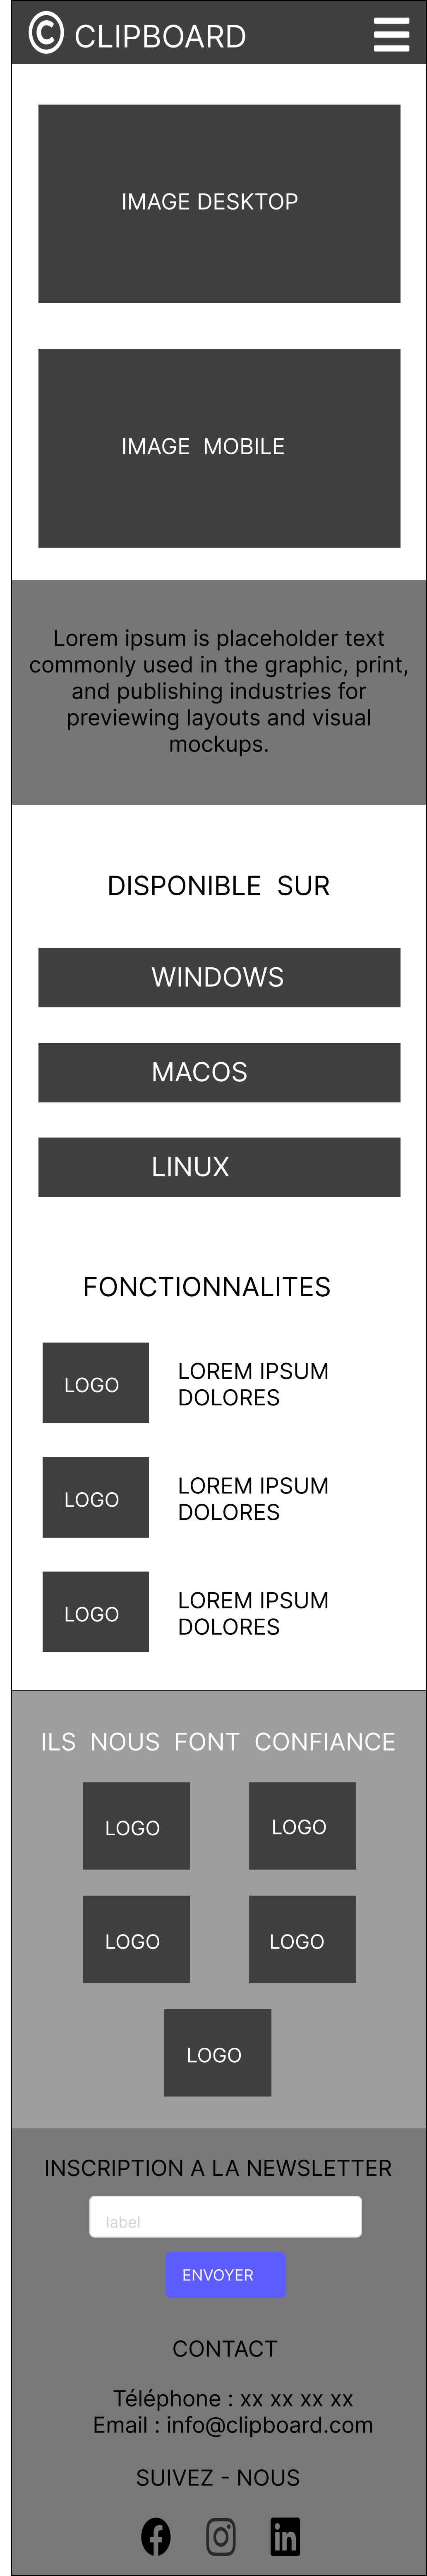 © CLIPBOARD
IMAGE DESKTOP
IMAGE MOBILE
Lorem ipsum is placeholder text
commonly used in the graphic, print,
and publishing industries for
previewing layouts and visual
mockups.
DISPONIBLE SUR
WINDOWS
MACOS
LINUX
FONCTIONNALITES
LOGO
LOREM IPSUM
DOLORES
LOGO
LOREM IPSUM
DOLORES
LOGO
LOREM IPSUM
DOLORES
ILS NOUS FONT CONFIANCE
LOGO
LOGO
LOGO
LOGO
LOGO
INSCRIPTION A LA NEWSLETTER
label
ENVOYER
CONTACT
Téléphone : xx xx xx xx
Email : info@clipboard.com
SUIVEZ - NOUS